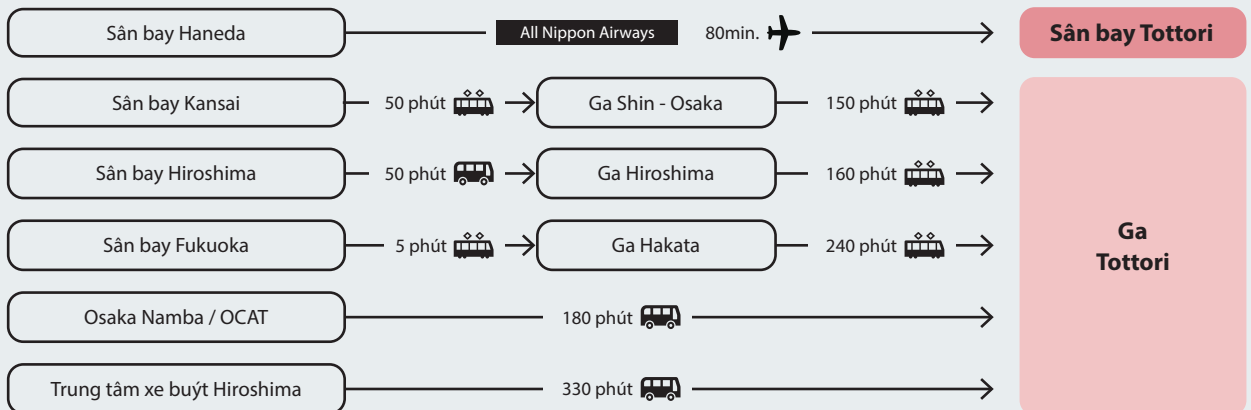 Sân bay Haneda
All Nippon Airways
80min.
Sân bay Tottori
Sân bay Kansai
50 phút
Ga Shin - Osaka
150 phút
Sân bay Hiroshima
50 phút
Ga Hiroshima
160 phút
Sân bay Fukuoka
5 phút
Ga Hakata
240 phút
Ga
Tottori
Osaka Namba / OCAT
180 phút
Trung tâm xe buýt Hiroshima
330 phút